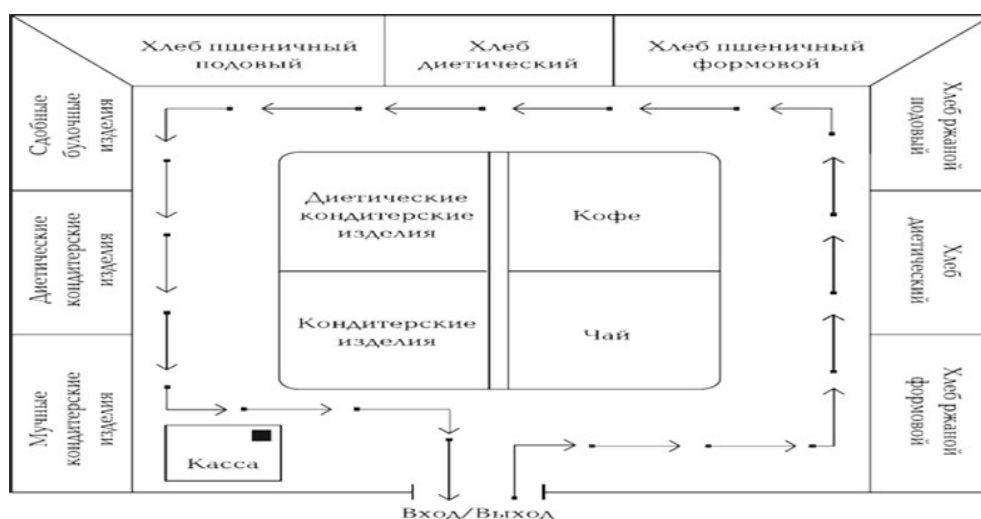 Хлеб пшеничный
подовый
Хлеб
диетический
Хлеб пшеничный
формовой
Сдобные
булочные
изделия
Хлеб ржаной
подовый
Диетические
кондитерские
изделия
Кофе
Диетические
кондитерские
изделия
Хлеб
диетический
Кондитерские
изделия
Чай
Мучные
кондитерские
изделия
Хлеб ржаной
формовой
Касса
Вход/Выход